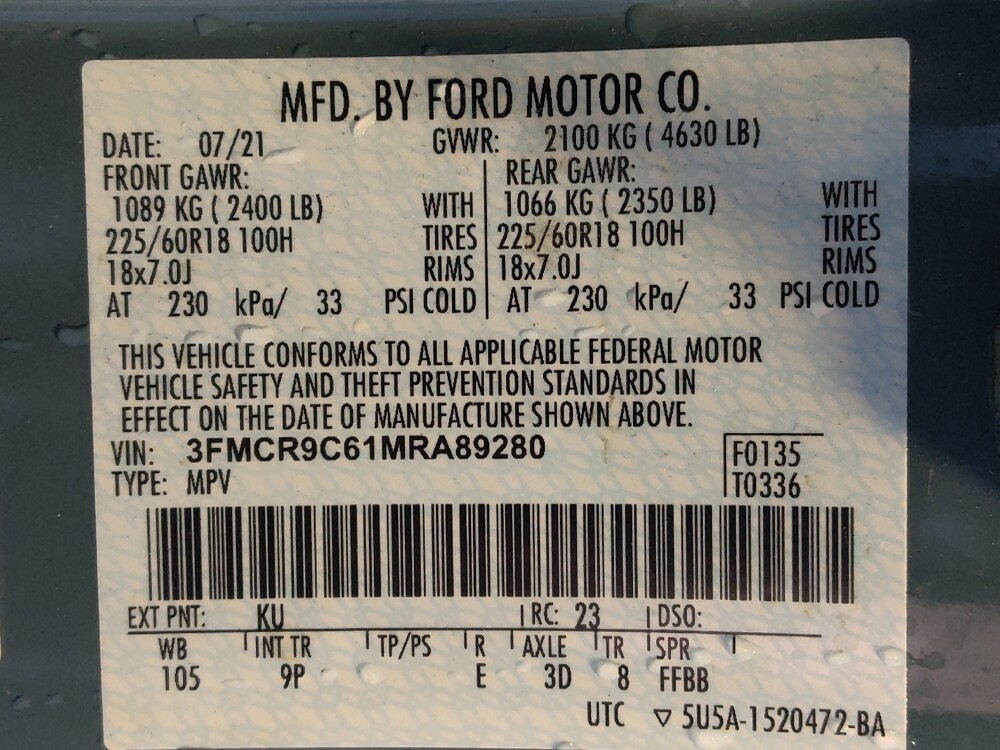 MFD. BY FORD MOTOR CO.
DATE: 07/21 GVWR: 2100 KG ( 4630 LB)
FRONT GAWR: REAR GAWR:
1089 KG ( 2400 LB) WITH 1066 KG ( 2350 LB) WITH
225/60R18 100H TIRES 225/60R18 100H TIRES
18x7.0J RIMS 18x7.0J RIMS
AT 230 kPa/ 33 PSI COLD AT 230 kPa/ 33 PSI COLD
THIS VEHICLE CONFORMS TO ALL APPLICABLE FEDERAL MOTOR
VEHICLE SAFETY AND THEFT PREVENTION STANDARDS IN
EFFECT ON THE DATE OF MANUFACTURE SHOWN ABOVE.
VIN: 3FMCR9C61MRA89280 F0135
TYPE: MPV T0336
EXT PNT: KU RC: 23 DSO:
WB INT TR TP/PS R AXLE TR SPR
105 9P E 3D 8 FFBB
UTC ▽ 5U5A-1520472-BA